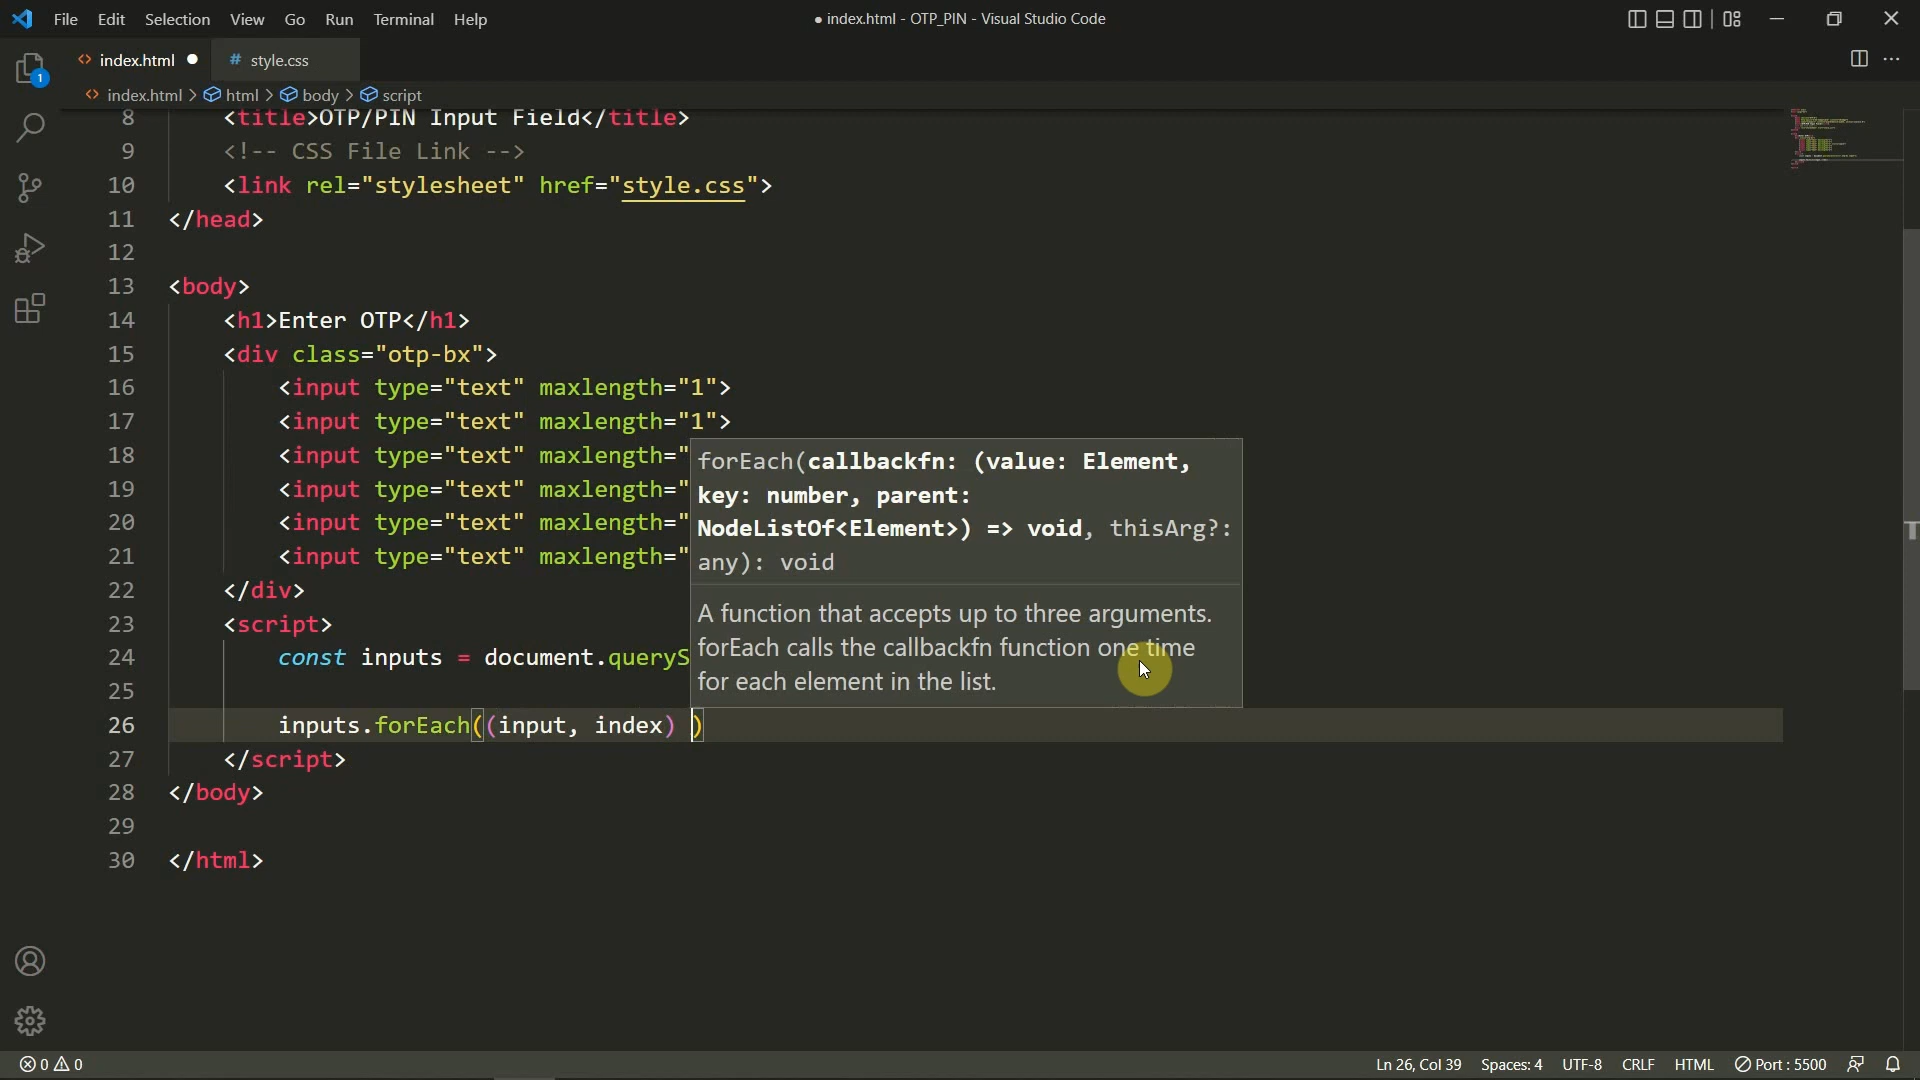 File Edit Selection View Go Run Terminal Help
● index.html - OTP_PIN - Visual Studio Code
1
<> index.html ● # style.css
<> index.html > html > body > script
8 <title>OTP/PIN Input Field</title>
9 <!-- CSS File Link -->
10 <link rel="stylesheet" href="style.css">
11 </head>
12
13 <body>
14 <h1>Enter OTP</h1>
15 <div class="otp-bx">
16 <input type="text" maxlength="1">
17 <input type="text" maxlength="1">
18 <input type="text" maxlength="
19 <input type="text" maxlength="
20 <input type="text" maxlength="
21 <input type="text" maxlength="
22 </div>
23 <script>
24 const inputs = document.queryS
25
26 inputs.forEach((input, index) )
27 </script>
28 </body>
29
30 </html>
forEach(callbackfn: (value: Element,
key: number, parent:
NodeListOf<Element>) => void, thisArg?:
any): void
A function that accepts up to three arguments.
forEach calls the callbackfn function one time
for each element in the list.
0 0 Ln 26, Col 39 Spaces: 4 UTF-8 CRLF HTML Port : 5500